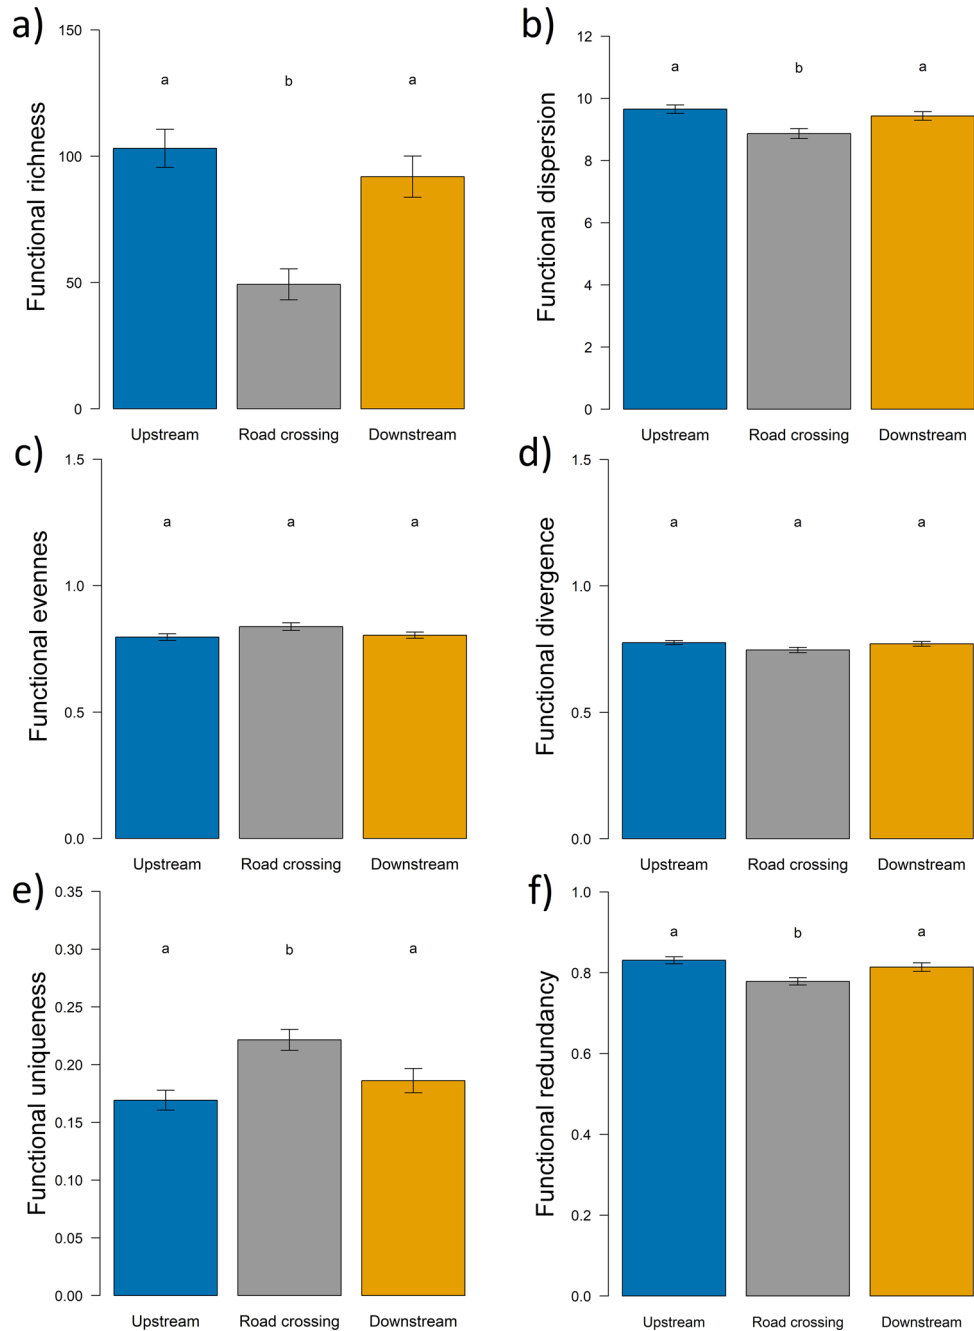 a)
150
100
50
0
Functional richness
a
b
a
Upstream
Road crossing
Downstream
b)
12
10
8
6
4
2
0
Functional dispersion
a
b
a
Upstream
Road crossing
Downstream
c)
1.5
1.0
0.5
0.0
Functional evennes
a
a
a
Upstream
Road crossing
Downstream
d)
1.5
1.0
0.5
0.0
Functional divergence
a
a
a
Upstream
Road crossing
Downstream
e)
0.35
0.30
0.25
0.20
0.15
0.10
0.05
0.00
Functional uniqueness
a
b
a
Upstream
Road crossing
Downstream
f)
1.0
0.8
0.6
0.4
0.2
0.0
Functional redundancy
a
b
a
Upstream
Road crossing
Downstream